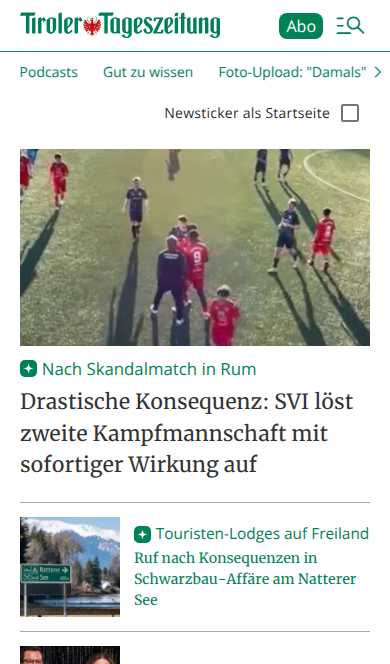 Tiroler Tageszeitung
Abo
Podcasts Gut zu wissen Foto-Upload: "Damals"
Newsticker als Startseite
9
Nach Skandalmatch in Rum
Drastische Konsequenz: SVI löst
zweite Kampfmannschaft mit
sofortiger Wirkung auf
Natterer
See
Touristen-Lodges auf Freiland
Ruf nach Konsequenzen in
Schwarzbau-Affäre am Natterer
See